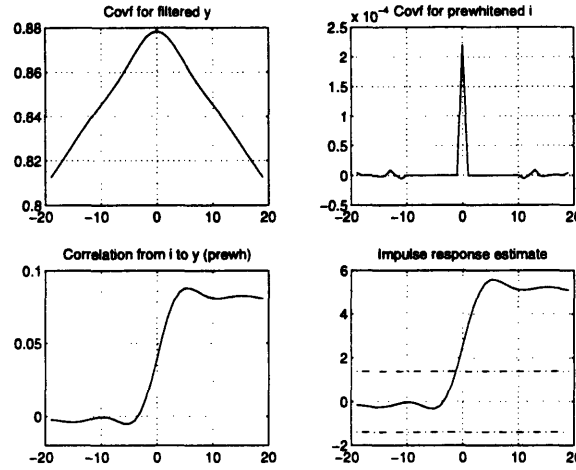 Covf for filtered y
0.88
0.86
0.84
0.82
0.8
-20 -10 0 10 20
x 10⁻⁴ Covf for prewhitened i
2.5
2
1.5
1
0.5
0
-0.5
-20 -10 0 10 20
Correlation from i to y (prewh)
0.1
0.05
0
-20 -10 0 10 20
Impulse response estimate
6
4
2
0
-2
-20 -10 0 10 20